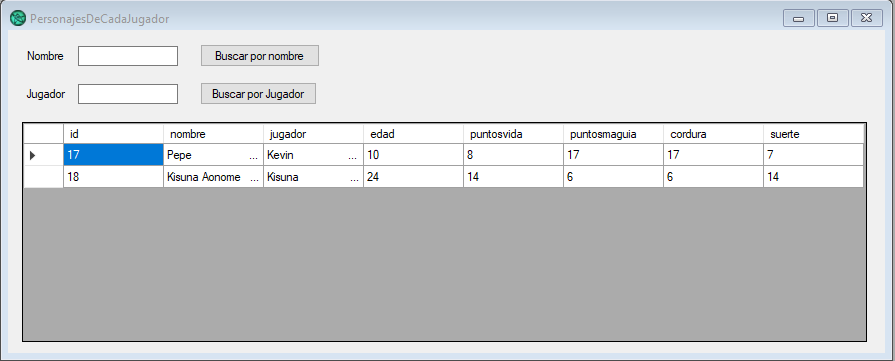 PersonajesDeCadaJugador
Nombre Buscar por nombre
Jugador Buscar por Jugador
id nombre jugador edad puntosvida puntosmaguia cordura suerte
17 Pepe ... Kevin ... 10 8 17 17 7
18 Kisuna Aonome ... Kisuna ... 24 14 6 6 14